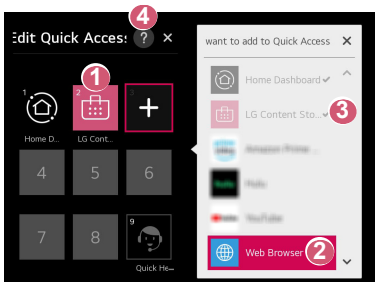 4
Edit Quick Access ? ×
want to add to Quick Access ×
1
1
2
3
Home D...
LG Cont...
4
5
6
7
8
9
Quick He...
Home Dashboard ✔
LG Content Sto... ✔
3
Amazon Prime ...
Hulu
YouTube
Web Browser
2